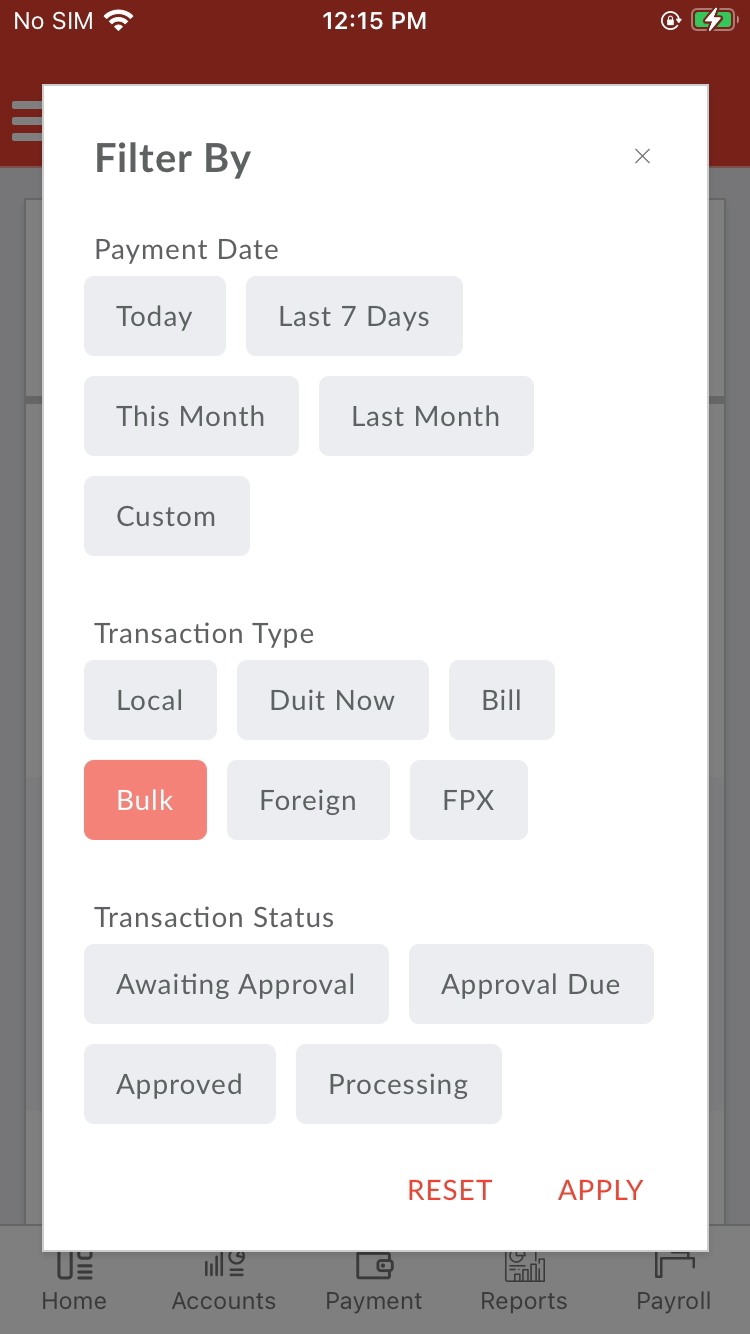 No SIM 12:15 PM
Filter By
Payment Date
Today Last 7 Days
This Month Last Month
Custom
Transaction Type
Local Duit Now Bill
Bulk Foreign FPX
Transaction Status
Awaiting Approval Approval Due
Approved Processing
RESET APPLY
Home Accounts Payment Reports Payroll